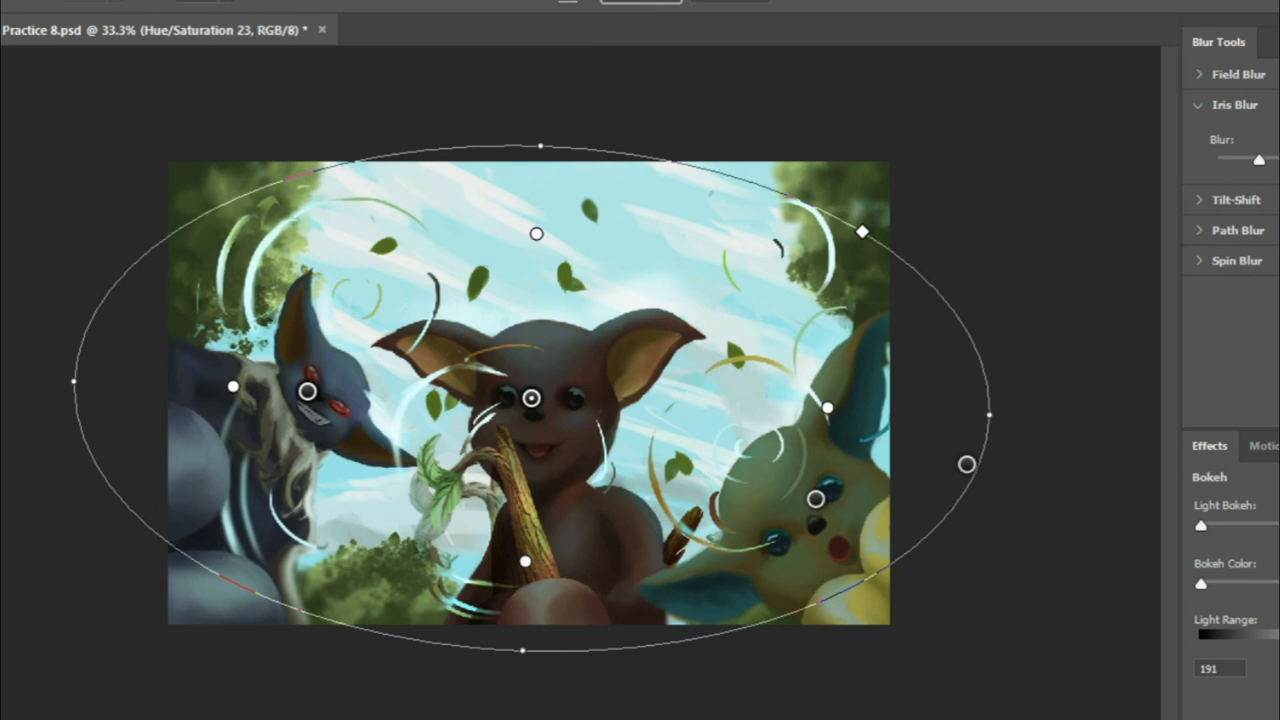 Practice 8.psd @ 33.3% (Hue/Saturation 23, RGB/8) * ×
Blur Tools
Field Blur
Iris Blur
Blur:
Tilt-Shift
Path Blur
Spin Blur
Effects Motio
Bokeh
Light Bokeh:
Bokeh Color:
Light Range:
191